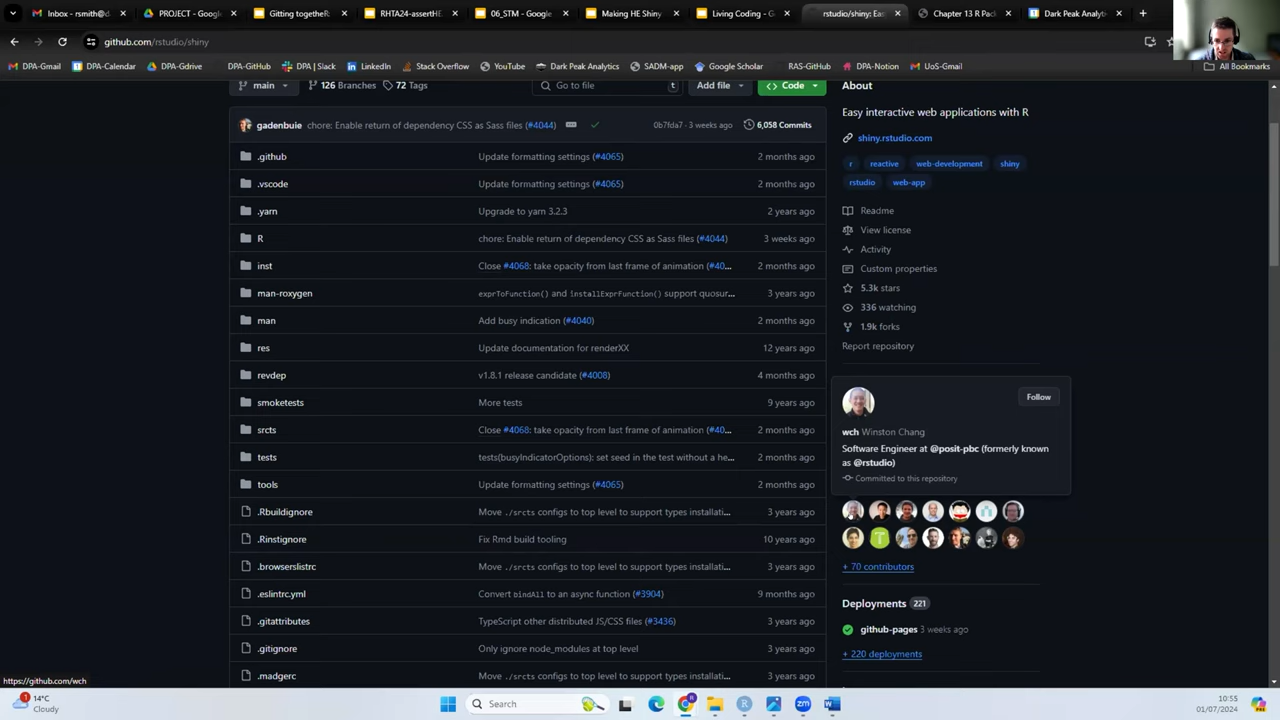 Inbox - rsmith@d
PROJECT - Google
Gitting togetheR
RHTA24-assertHE
06_STM - Google
Making HE Shiny
Living Coding - G
rstudio/shiny: Eas
Chapter 13 R Pack
Dark Peak Analyti
github.com/rstudio/shiny
DPA-Gmail
DPA-Calendar
DPA-Gdrive
DPA-GitHub
DPA | Slack
LinkedIn
Stack Overflow
YouTube
Dark Peak Analytics
SADM-app
Google Scholar
FAS-GitHub
DPA-Notion
UoS-Gmail
All Bookmarks
main
126 Branches
72 Tags
Go to file
t
Add file
Code
gadenbuie chore: Enable return of dependency CSS as Sass files (#4044)
0b7fda7 · 3 weeks ago
6,058 Commits
.github Update formatting settings (#4065) 2 months ago
.vscode Update formatting settings (#4065) 2 months ago
.yarn Upgrade to yarn 3.2.3 2 years ago
R chore: Enable return of dependency CSS as Sass files (#4044) 3 weeks ago
inst Close #4068: take opacity from last frame of animation (#40... 2 months ago
man-roxygen exprToFunction() and installExprFunction() support quosur... 3 years ago
man Add busy indication (#4040) 2 months ago
res Update documentation for renderXX 12 years ago
revdep v1.8.1 release candidate (#4008) 4 months ago
smoketests More tests 9 years ago
srcts Close #4068: take opacity from last frame of animation (#40... 2 months ago
tests tests(busyIndicatorOptions): set seed in the test without a he... 2 months ago
tools Update formatting settings (#4065) 2 months ago
.Rbuildignore Move ./srcts configs to top level to support types installati... 3 years ago
.Rinstignore Fix Rmd build tooling 10 years ago
.browserslistrc Move ./srcts configs to top level to support types installati... 3 years ago
.eslintrc.yml Convert bindAll to an async function (#3904) 9 months ago
.gitattributes TypeScript other distributed JS/CSS files (#3436) 3 years ago
.gitignore Only ignore node_modules at top level 3 years ago
.madgerc Move ./srcts configs to top level to support types installati... 3 years ago
About
Easy interactive web applications with R
shiny.rstudio.com
r reactive web-development shiny
rstudio web-app
Readme
View license
Activity
Custom properties
5.3k stars
336 watching
1.9k forks
Report repository
Follow
wch Winston Chang
Software Engineer at @posit-pbc (formerly known
as @rstudio)
Committed to this repository
+ 70 contributors
Deployments 221
github-pages 3 weeks ago
+ 220 deployments
https://github.com/wch
1
14°C
Cloudy
Search
10:55
01/07/2024